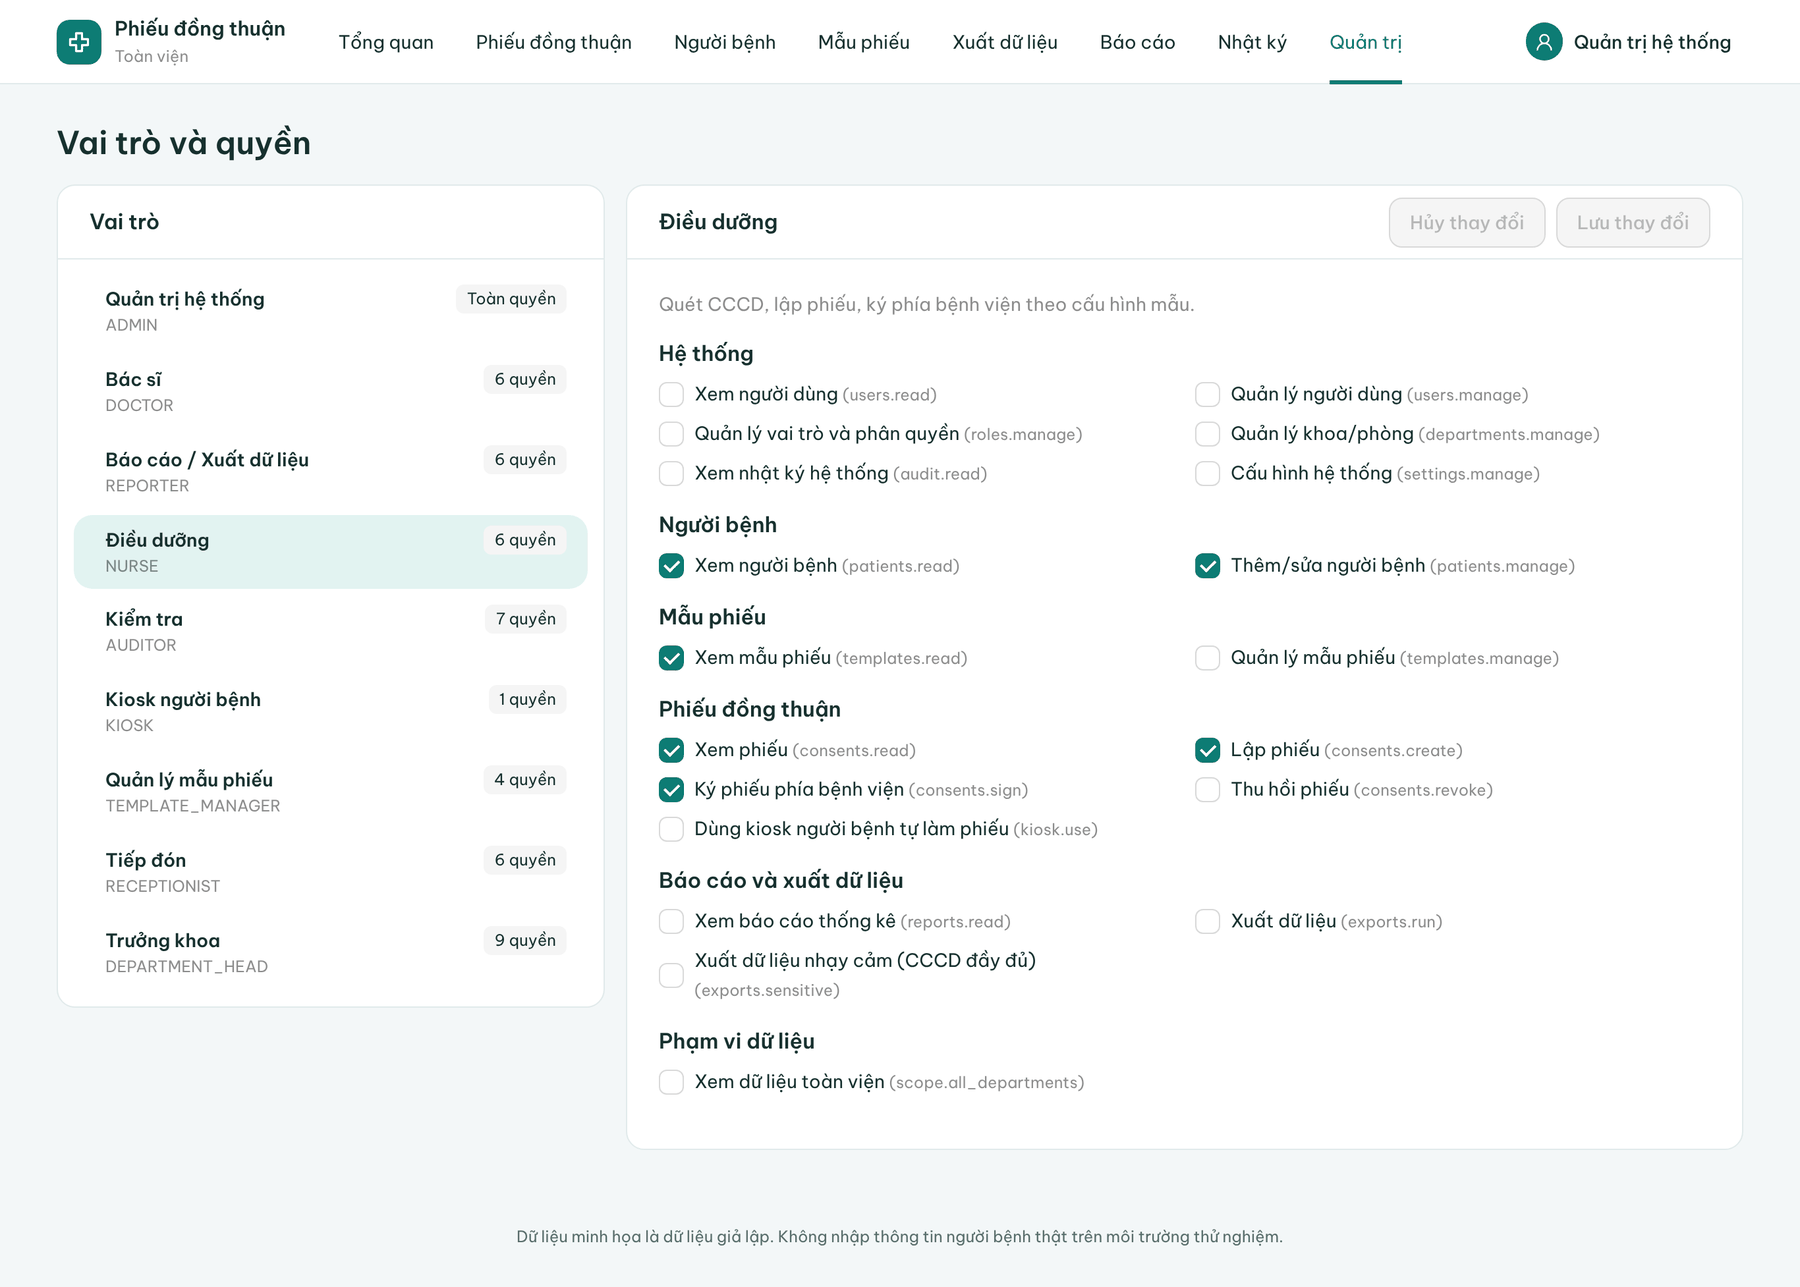 Phiếu đồng thuận
Toàn viện
Tổng quan
Phiếu đồng thuận
Người bệnh
Mẫu phiếu
Xuất dữ liệu
Báo cáo
Nhật ký
Quản trị
Quản trị hệ thống
Vai trò và quyền
Vai trò
Quản trị hệ thống
Toàn quyền
ADMIN
Bác sĩ
6 quyền
DOCTOR
Báo cáo / Xuất dữ liệu
6 quyền
REPORTER
Điều dưỡng
6 quyền
NURSE
Kiểm tra
7 quyền
AUDITOR
Kiosk người bệnh
1 quyền
KIOSK
Quản lý mẫu phiếu
4 quyền
TEMPLATE_MANAGER
Tiếp đón
6 quyền
RECEPTIONIST
Trưởng khoa
9 quyền
DEPARTMENT_HEAD
Điều dưỡng
Hủy thay đổi
Lưu thay đổi
Quét CCCD, lập phiếu, ký phía bệnh viện theo cấu hình mẫu.
Hệ thống
Xem người dùng (users.read)
Quản lý người dùng (users.manage)
Quản lý vai trò và phân quyền (roles.manage)
Quản lý khoa/phòng (departments.manage)
Xem nhật ký hệ thống (audit.read)
Cấu hình hệ thống (settings.manage)
Người bệnh
Xem người bệnh (patients.read)
Thêm/sửa người bệnh (patients.manage)
Mẫu phiếu
Xem mẫu phiếu (templates.read)
Quản lý mẫu phiếu (templates.manage)
Phiếu đồng thuận
Xem phiếu (consents.read)
Lập phiếu (consents.create)
Ký phiếu phía bệnh viện (consents.sign)
Thu hồi phiếu (consents.revoke)
Dùng kiosk người bệnh tự làm phiếu (kiosk.use)
Báo cáo và xuất dữ liệu
Xem báo cáo thống kê (reports.read)
Xuất dữ liệu (exports.run)
Xuất dữ liệu nhạy cảm (CCCD đầy đủ)
(exports.sensitive)
Phạm vi dữ liệu
Xem dữ liệu toàn viện (scope.all_departments)
Dữ liệu minh họa là dữ liệu giả lập. Không nhập thông tin người bệnh thật trên môi trường thử nghiệm.